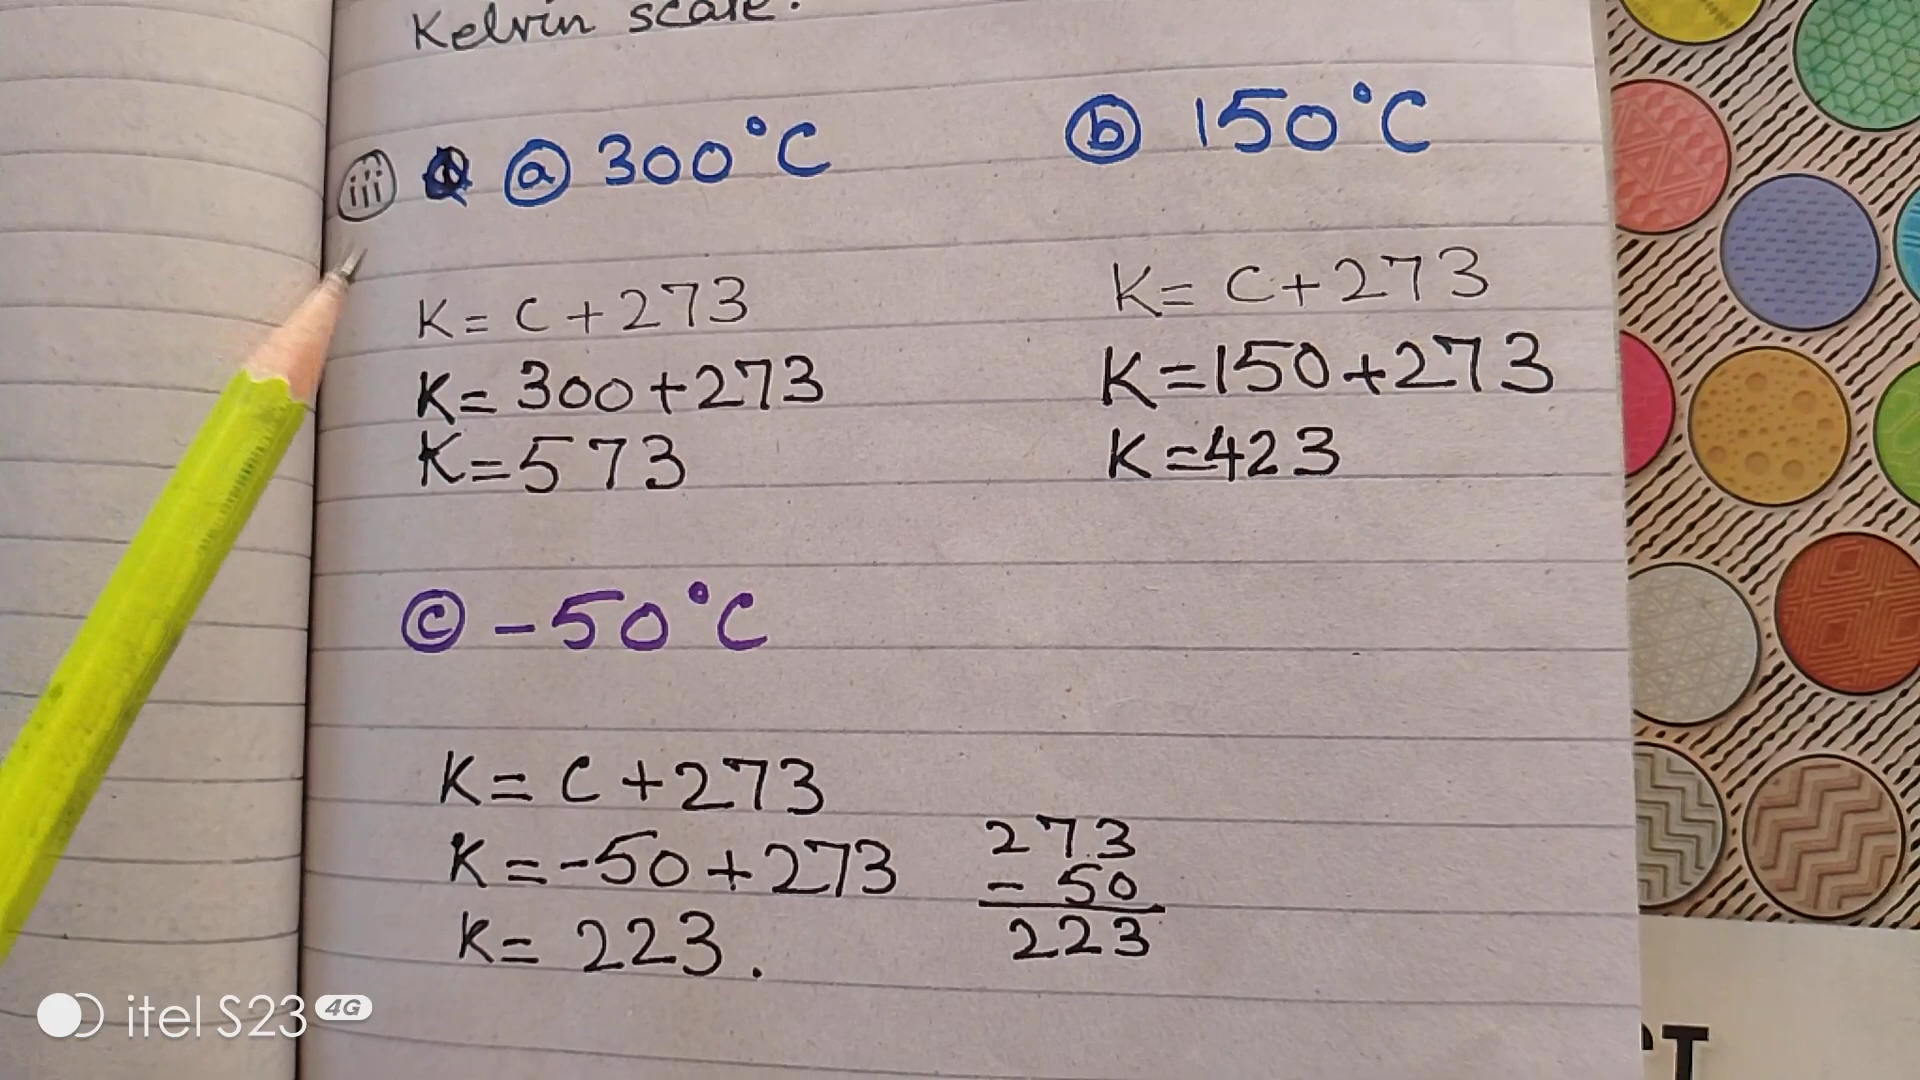 Kelvin scale.
(iii) (a) 300°C
(b) 150°C
K = C + 273
K = 300 + 273
K = 573
K = C + 273
K = 150 + 273
K = 423
(c) - 50°C
K = C + 273
K = -50 + 273
K = 223.
273
- 50
223
itel S23 4G